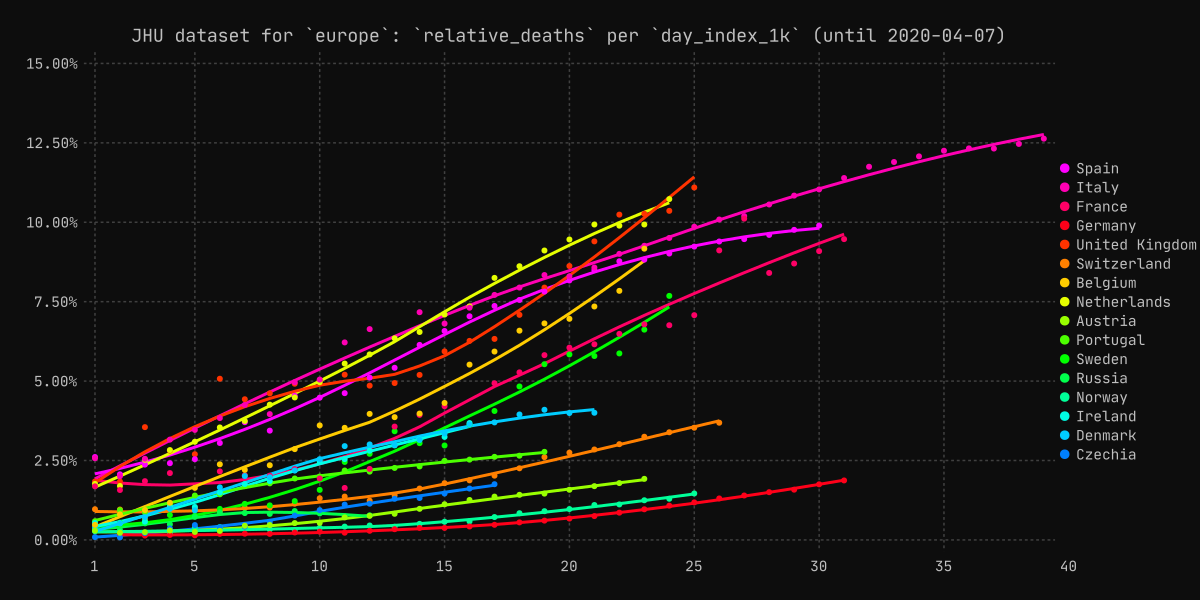 JHU dataset for `europe`: `relative_deaths` per `day_index_1k` (until 2020-04-07)
15.00%
12.50%
10.00%
7.50%
5.00%
2.50%
0.00%
1 5 10 15 20 25 30 35 40
Spain
Italy
France
Germany
United Kingdom
Switzerland
Belgium
Netherlands
Austria
Portugal
Sweden
Russia
Norway
Ireland
Denmark
Czechia